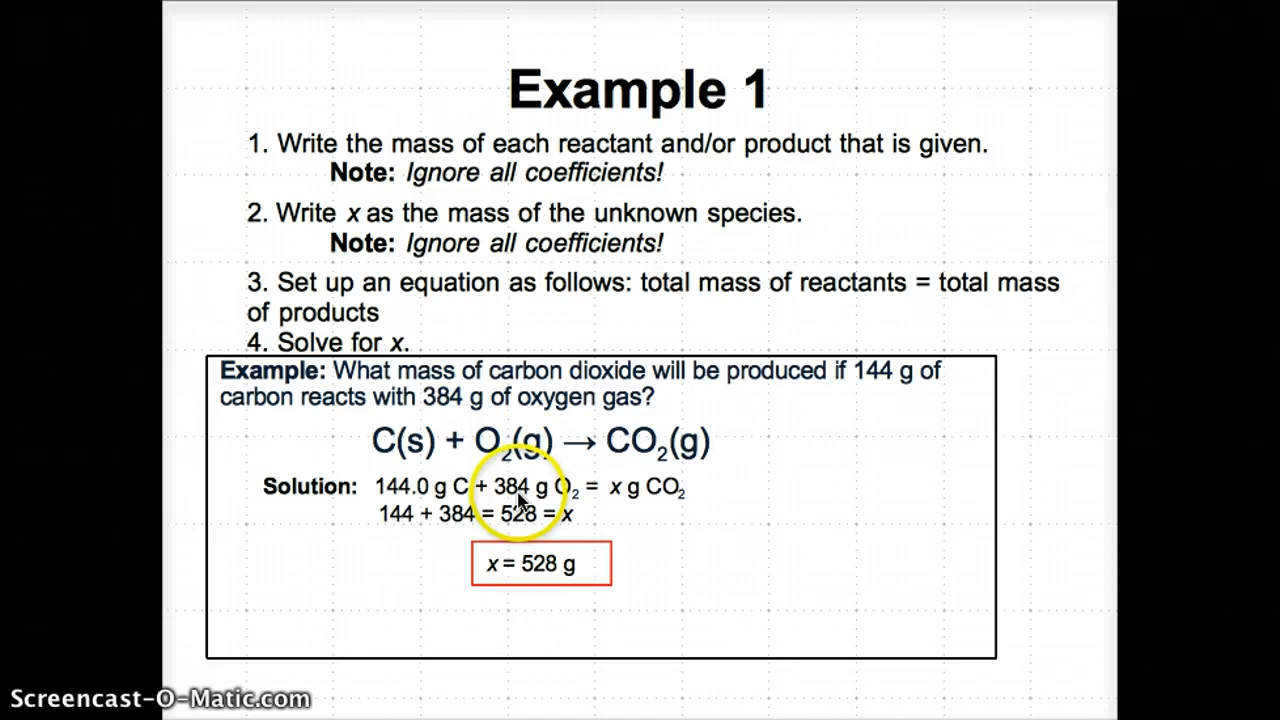 Example 1
1. Write the mass of each reactant and/or product that is given.
Note: Ignore all coefficients!
2. Write x as the mass of the unknown species.
Note: Ignore all coefficients!
3. Set up an equation as follows: total mass of reactants = total mass
of products
4. Solve for x.
Example: What mass of carbon dioxide will be produced if 144 g of
carbon reacts with 384 g of oxygen gas?
C(s) + O₂(g) → CO₂(g)
Solution: 144.0 g C + 384 g O₂ = x g CO₂
144 + 384 = 528 = x
x = 528 g
Screencast-O-Matic.com